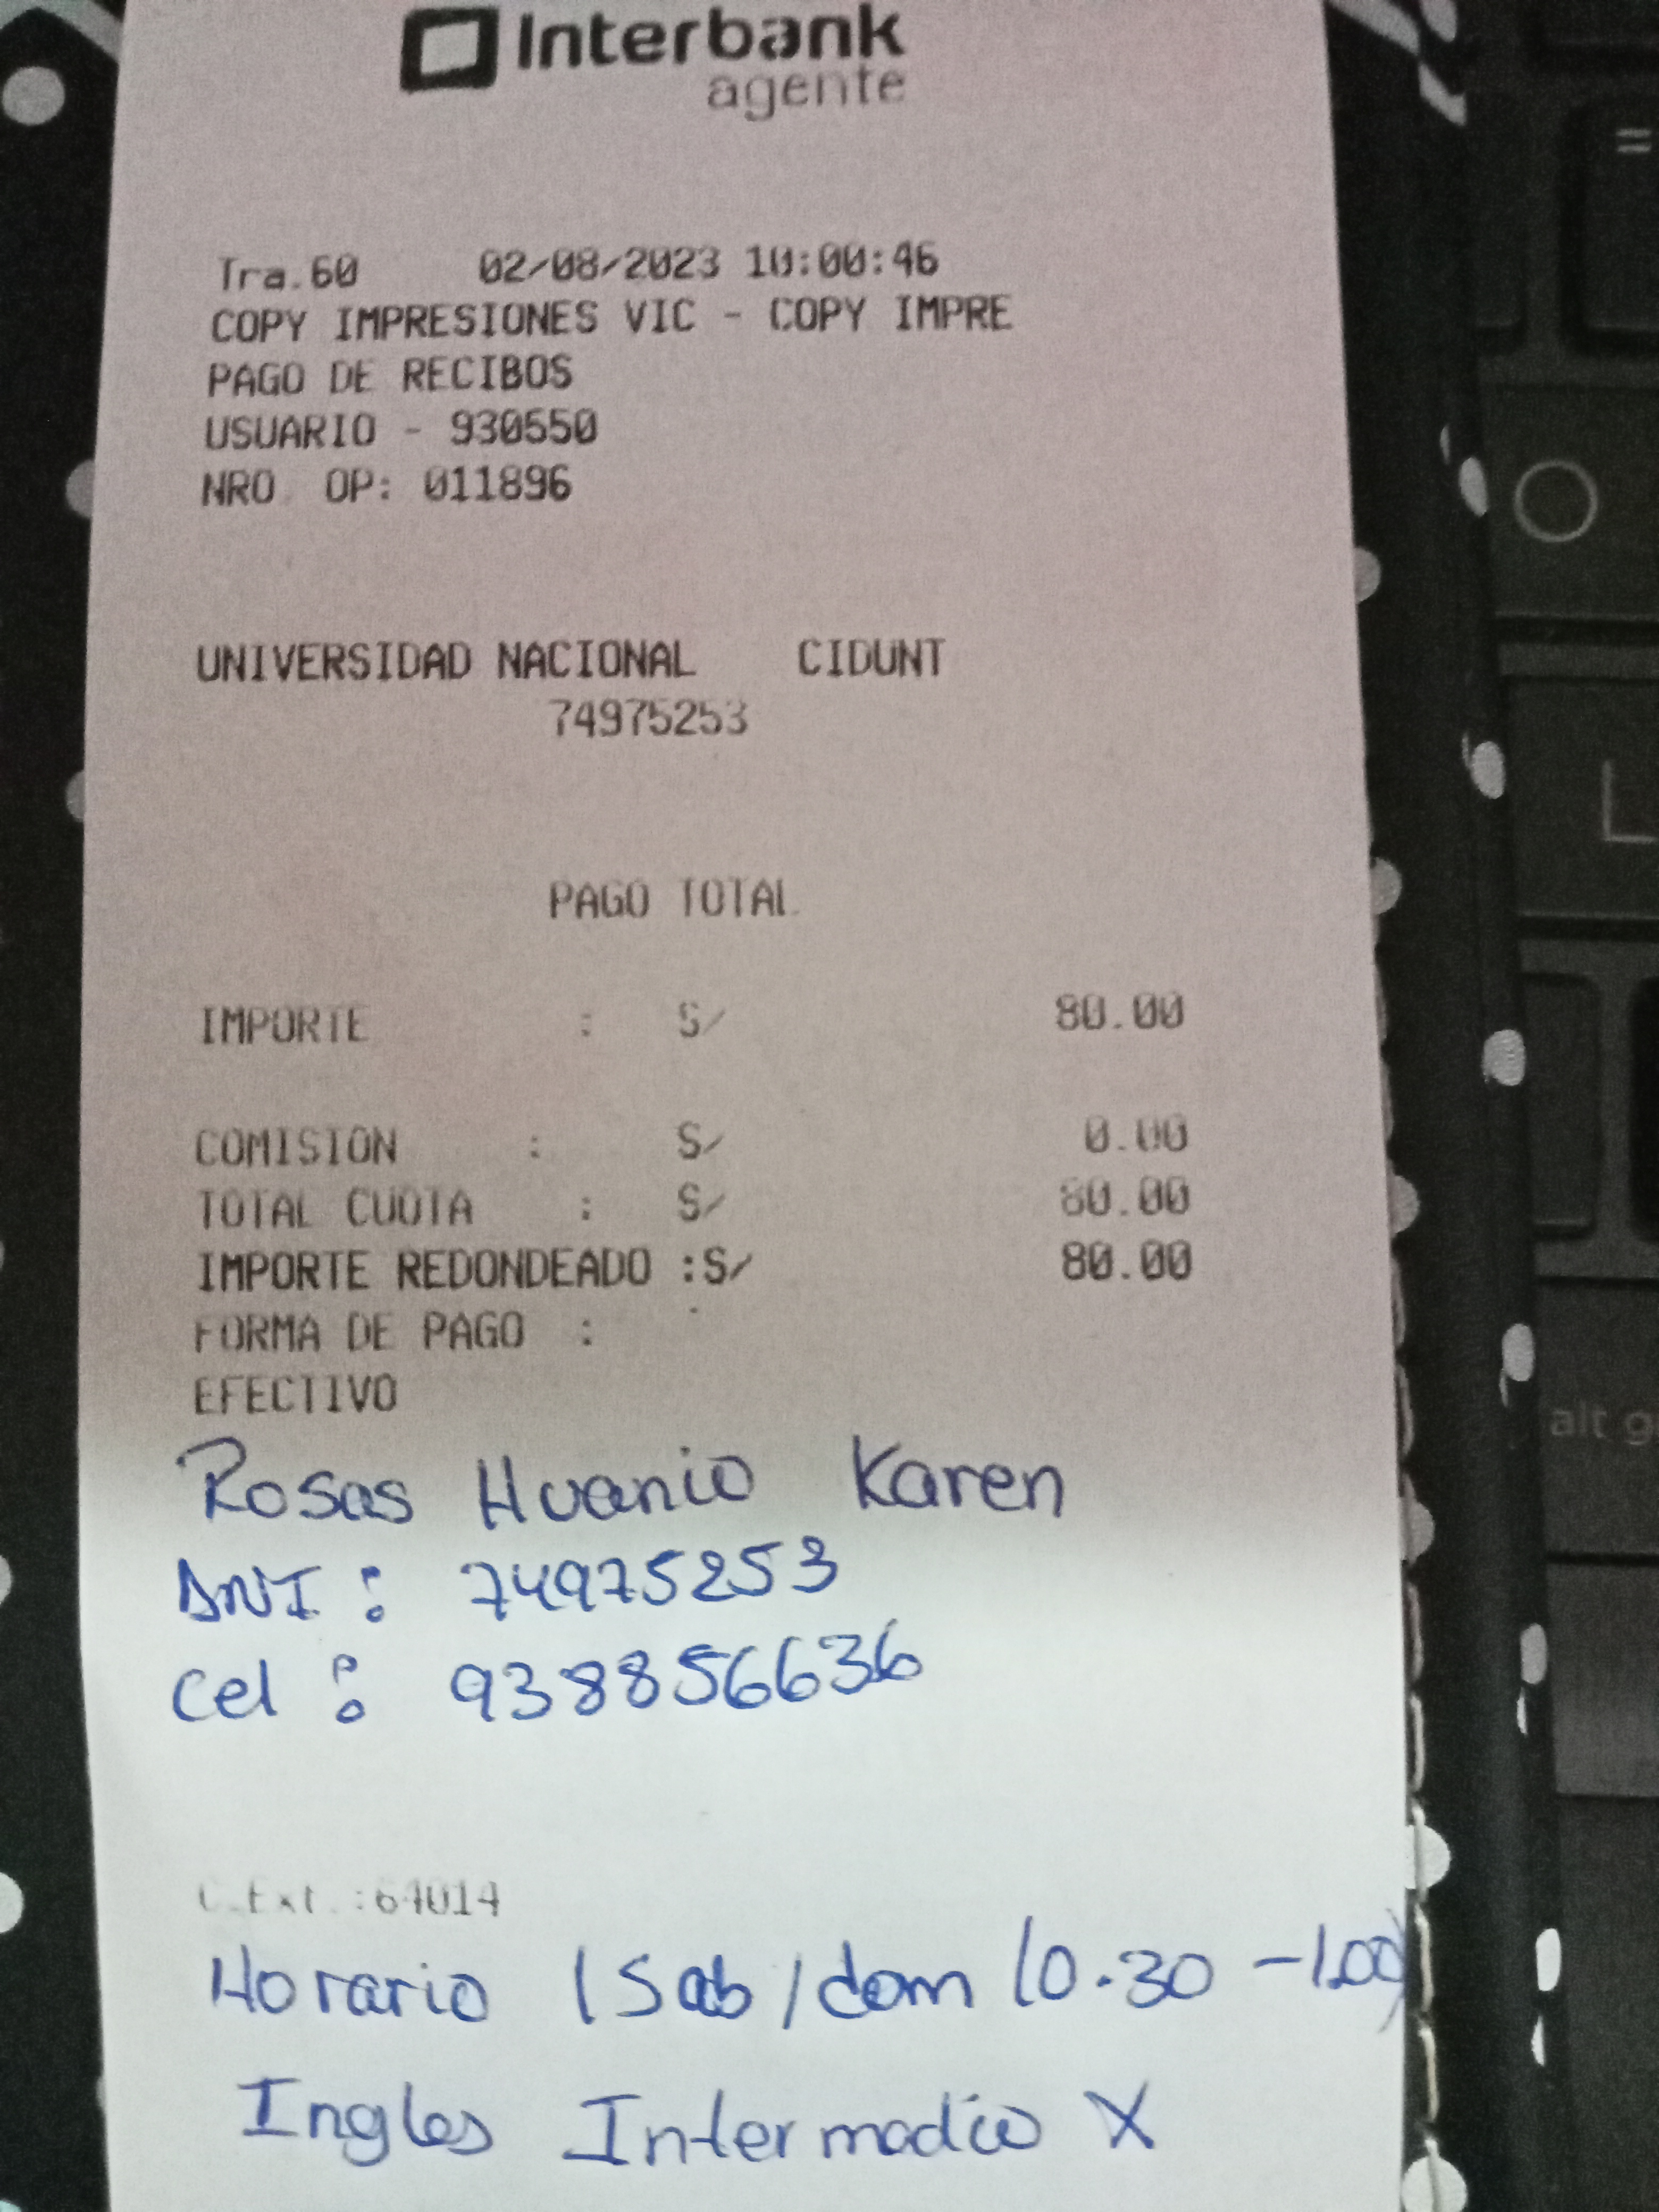 Interbank
agente
Tra.60 02/08/2023 10:00:46
COPY IMPRESIONES VIC - COPY IMPRE
PAGO DE RECIBOS
USUARIO - 930550
NRO. OP: 011896
UNIVERSIDAD NACIONAL CIDUNT
74975253
PAGO TOTAL
IMPORTE : S/ 80.00
COMISION : S/ 0.00
TOTAL CUOTA : S/ 80.00
IMPORTE REDONDEADO :S/ 80.00
FORMA DE PAGO :
EFECTIVO
Rosas Huanio Karen
DNI : 74975253
Cel : 938856636
C.Ext.:64014
Horario (Sab/dom 10.30 - 1.00)
Ingles Intermedio X
=
O
L
alt g